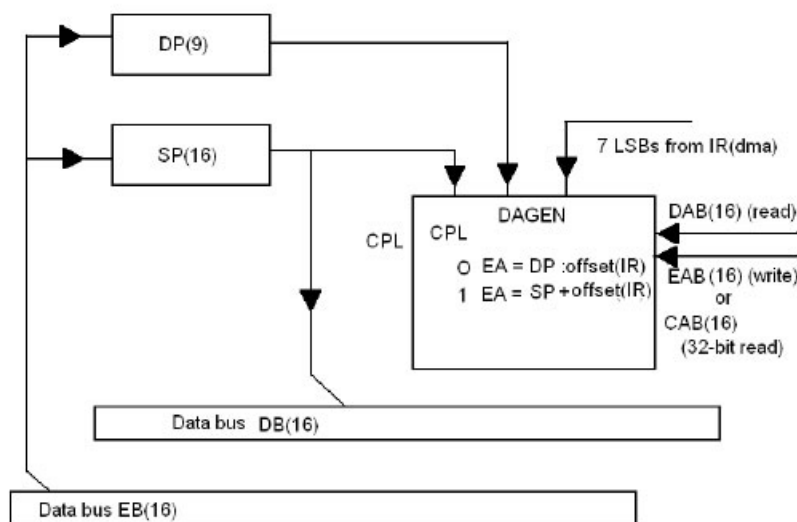 DP(9)
SP(16)
7 LSBs from IR(dma)
DAGEN
CPL
CPL
0 EA = DP :offset(IR)
1 EA = SP +offset(IR)
DAB(16) (read)
EAB (16) (write)
or
CAB(16)
(32-bit read)
Data bus DB(16)
Data bus EB(16)